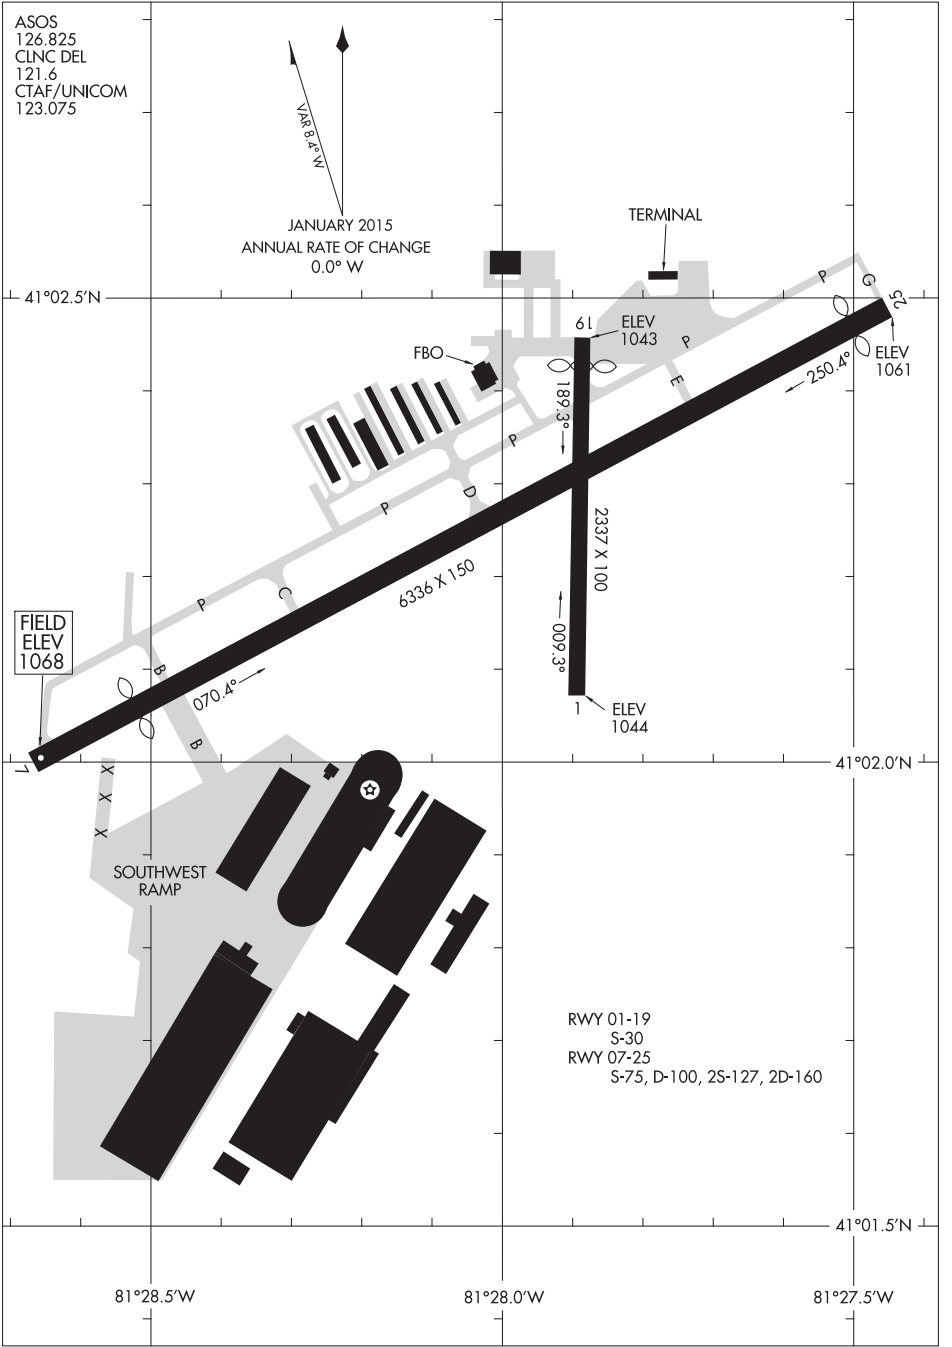 ASOS
126.825
CLNC DEL
121.6
CTAF/UNICOM
123.075
VAR 8.4° W
JANUARY 2015
ANNUAL RATE OF CHANGE
0.0° W
TERMINAL
41°02.5'N
P
G
25
19
ELEV
1043
P
ELEV
1061
250.4°
FBO
E
189.3°
P
D
P
2337 X 100
6336 X 150
C
P
009.3°
FIELD
ELEV
1068
B
070.4°
1
ELEV
1044
B
7
41°02.0'N
X
X
X
SOUTHWEST
RAMP
RWY 01-19
S-30
RWY 07-25
S-75, D-100, 2S-127, 2D-160
41°01.5'N
81°28.5'W
81°28.0'W
81°27.5'W